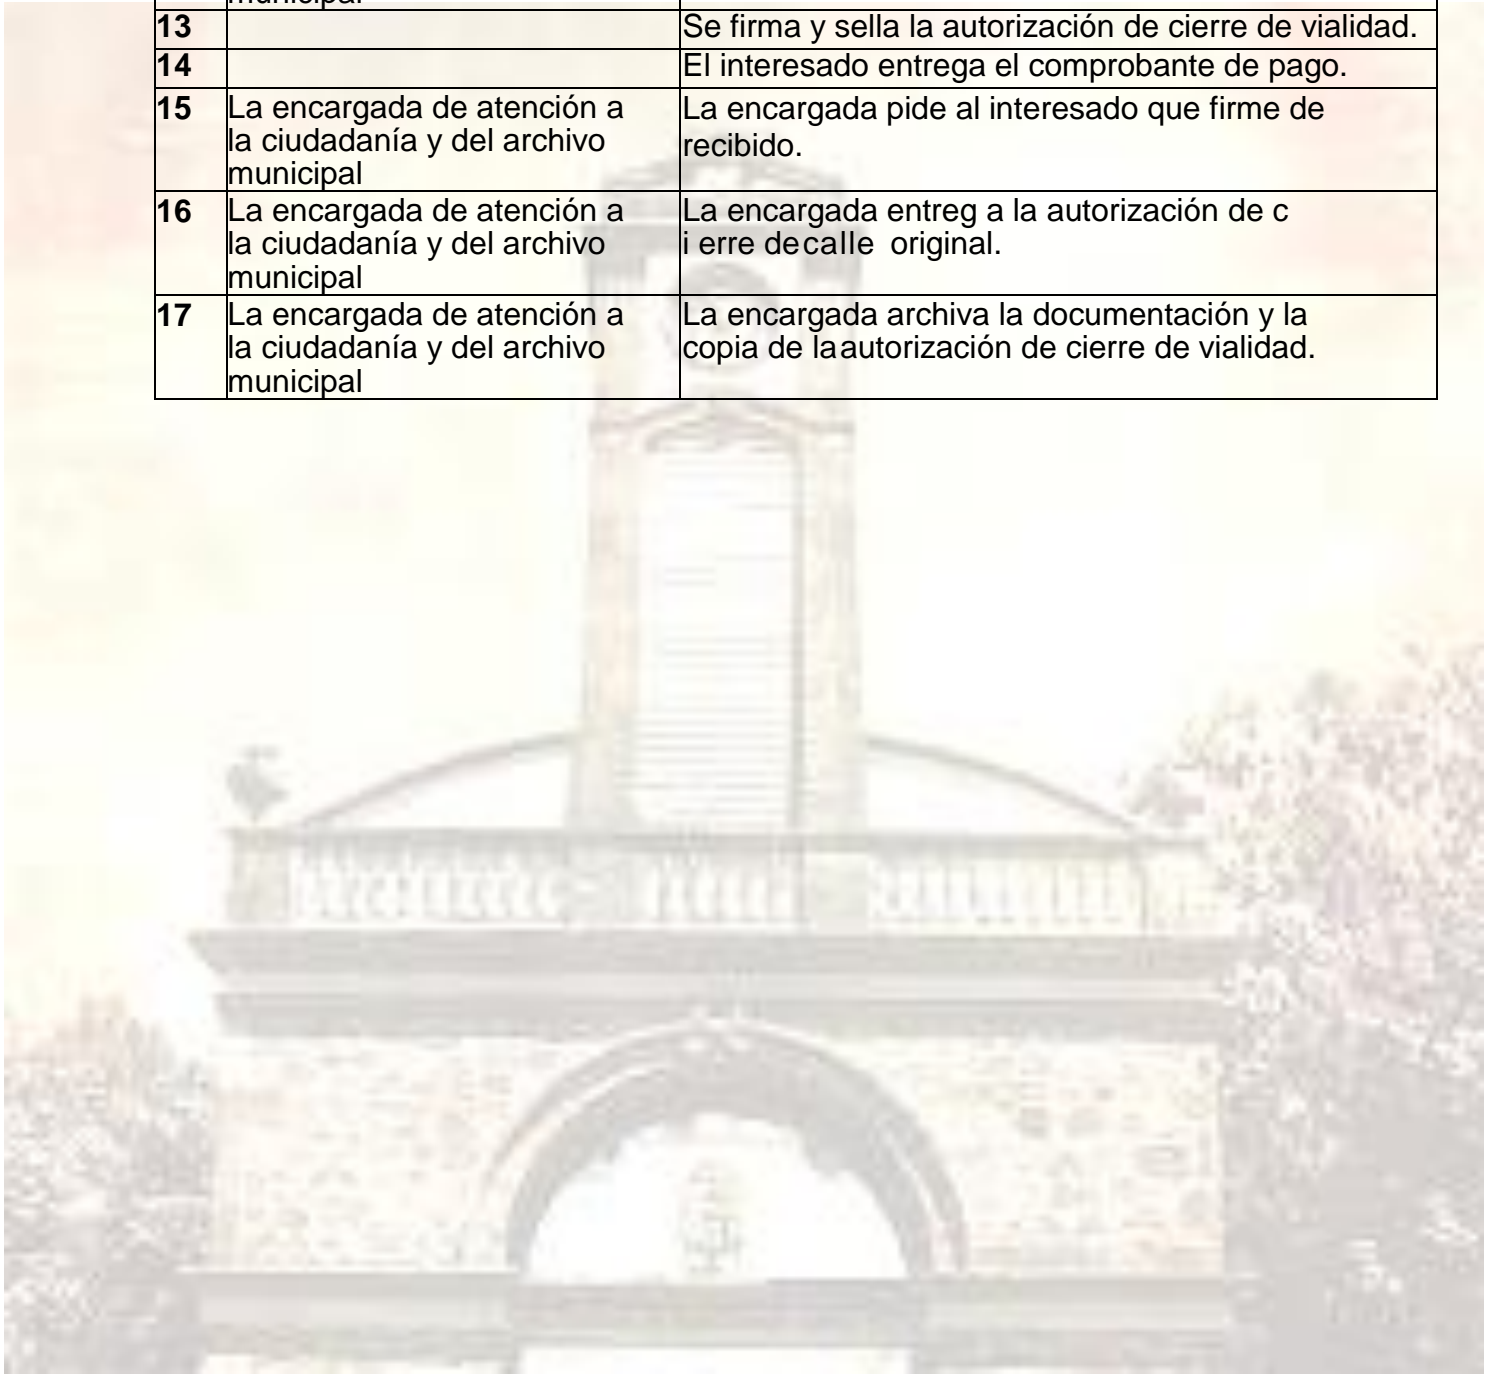 municipal
13 Se firma y sella la autorización de cierre de vialidad.
14 El interesado entrega el comprobante de pago.
15 La encargada de atención a La encargada pide al interesado que firme de
la ciudadanía y del archivo recibido.
municipal
16 La encargada de atención a La encargada entreg a la autorización de c
la ciudadanía y del archivo i erre decalle original.
municipal
17 La encargada de atención a La encargada archiva la documentación y la
la ciudadanía y del archivo copia de laautorización de cierre de vialidad.
municipal